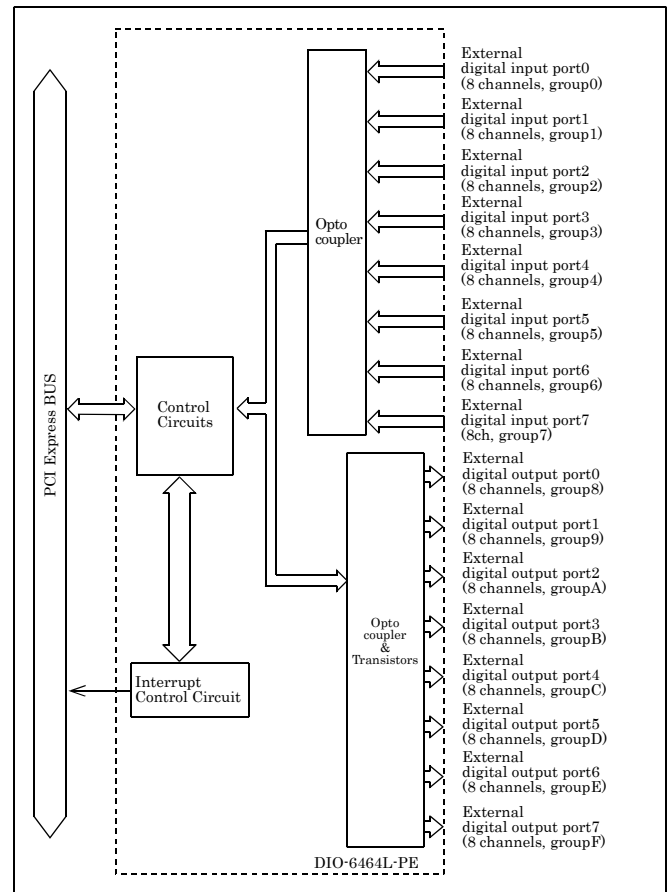 External
digital input port0
(8 channels, group0)
External
digital input port1
(8 channels, group1)
External
digital input port2
(8 channels, group2)
External
digital input port3
(8 channels, group3)
External
digital input port4
(8 channels, group4)
External
digital input port5
(8 channels, group5)
External
digital input port6
(8 channels, group6)
External
digital input port7
(8ch, group7)
Opto
coupler
PCI Express BUS
Control
Circuits
Interrupt
Control Circuit
Opto
coupler
&
Transistors
External
digital output port0
(8 channels, group8)
External
digital output port1
(8 channels, group9)
External
digital output port2
(8 channels, groupA)
External
digital output port3
(8 channels, groupB)
External
digital output port4
(8 channels, groupC)
External
digital output port5
(8 channels, groupD)
External
digital output port6
(8 channels, groupE)
External
digital output port7
(8 channels, groupF)
DIO-6464L-PE